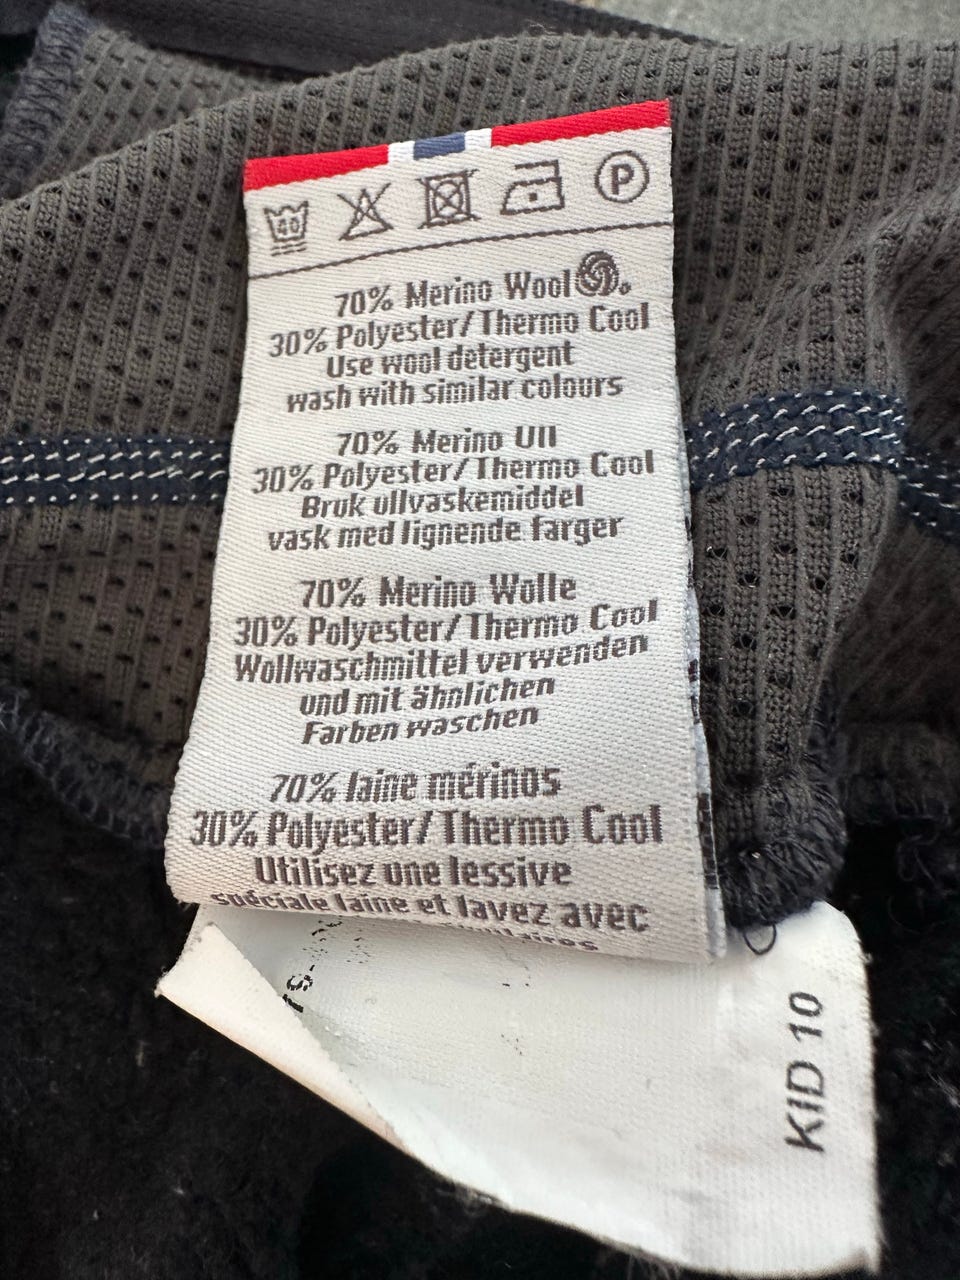 40
P
70% Merino Wool
30% Polyester/Thermo Cool
Use wool detergent
wash with similar colours
70% Merino Ull
30% Polyester/Thermo Cool
Bruk ullvaskemiddel
vask med lignende farger
70% Merino Wolle
30% Polyester/Thermo Cool
Wollwaschmittel verwenden
und mit ähnlichen
Farben waschen
70% laine mérinos
30% Polyester/Thermo Cool
Utilisez une lessive
spéciale laine et lavez avec
KID 10